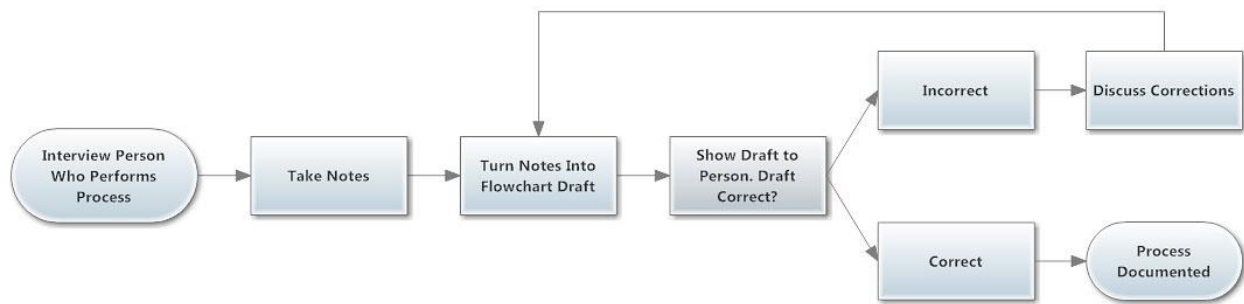 Interview Person
Who Performs
Process
Take Notes
Turn Notes Into
Flowchart Draft
Show Draft to
Person. Draft
Correct?
Incorrect
Discuss Corrections
Correct
Process
Documented